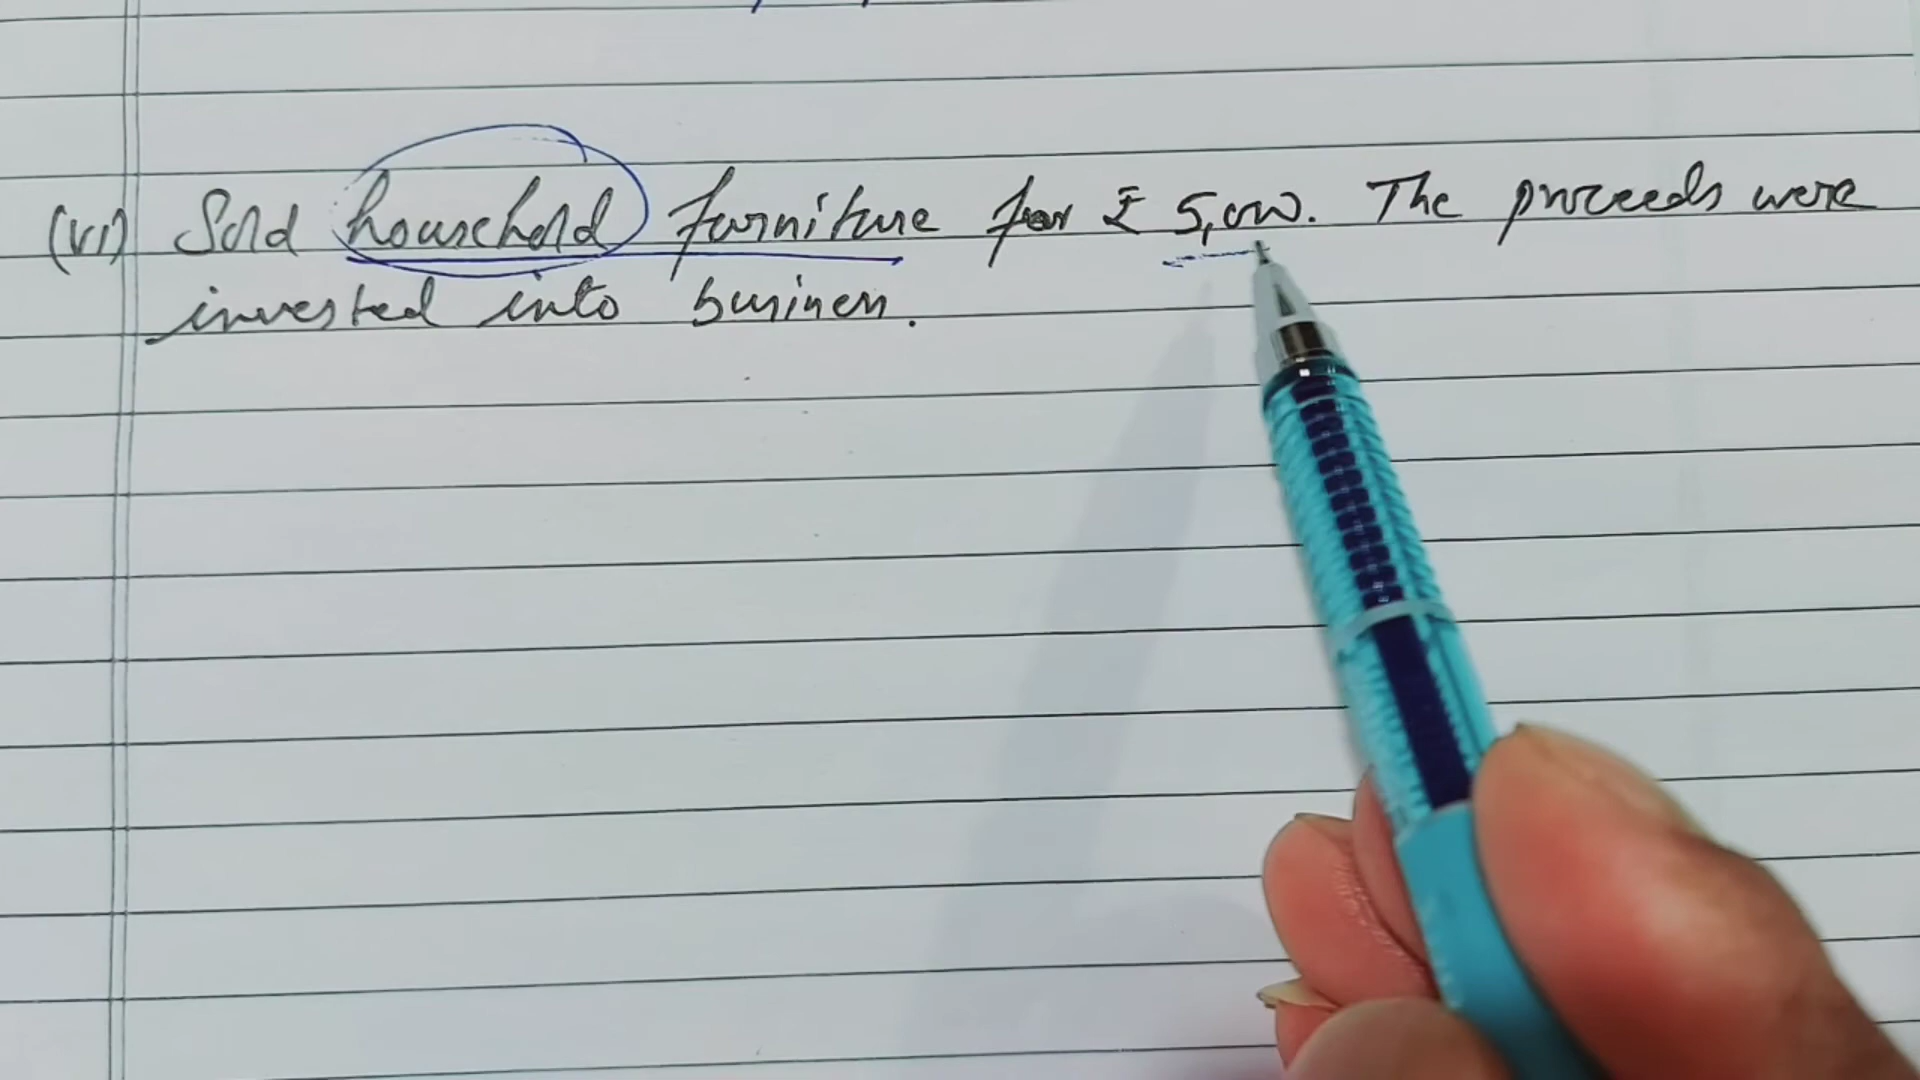 (vi) Sold household furniture for ₹ 5,000. The proceeds were
invested into business.